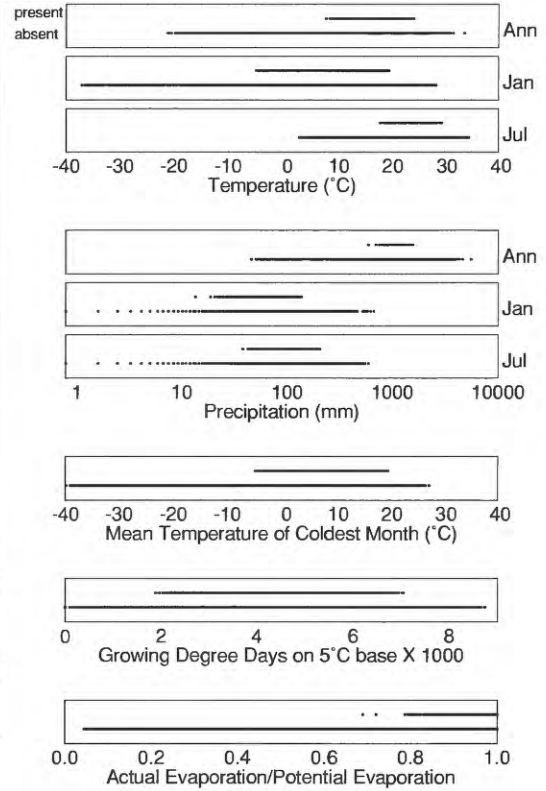 present
absent
Ann
Jan
Jul
-40 -30 -20 -10 0 10 20 30 40
Temperature (˚C)
Ann
Jan
Jul
1 10 100 1000 10000
Precipitation (mm)
-40 -30 -20 -10 0 10 20 30 40
Mean Temperature of Coldest Month (˚C)
0 2 4 6 8
Growing Degree Days on 5˚C base X 1000
0.0 0.2 0.4 0.6 0.8 1.0
Actual Evaporation/Potential Evaporation